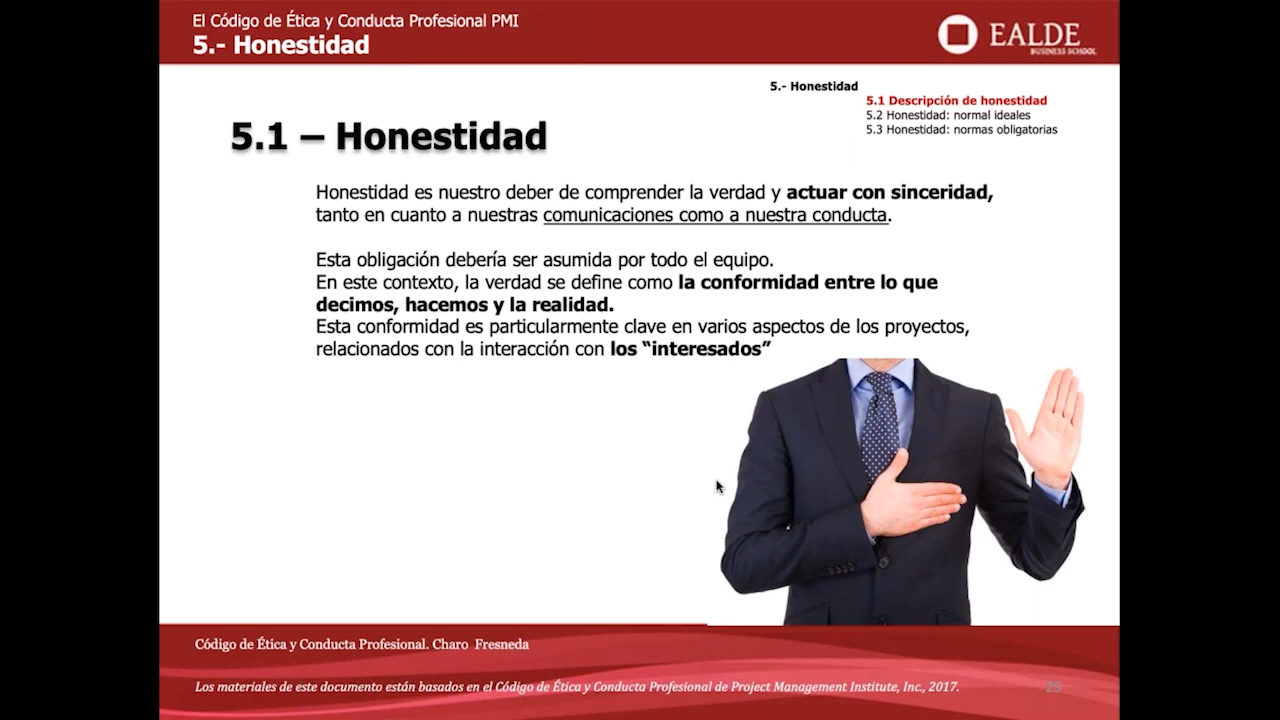 El Código de Ética y Conducta Profesional PMI
5.- Honestidad
EALDE
BUSINESS SCHOOL
5.- Honestidad
5.1 Descripción de honestidad
5.2 Honestidad: normal ideales
5.3 Honestidad: normas obligatorias
5.1 – Honestidad
Honestidad es nuestro deber de comprender la verdad y actuar con sinceridad,
tanto en cuanto a nuestras comunicaciones como a nuestra conducta.
Esta obligación debería ser asumida por todo el equipo.
En este contexto, la verdad se define como la conformidad entre lo que
decimos, hacemos y la realidad.
Esta conformidad es particularmente clave en varios aspectos de los proyectos,
relacionados con la interacción con los “interesados”
Código de Ética y Conducta Profesional. Charo Fresneda
Los materiales de este documento están basados en el Código de Ética y Conducta Profesional de Project Management Institute, Inc., 2017.
25